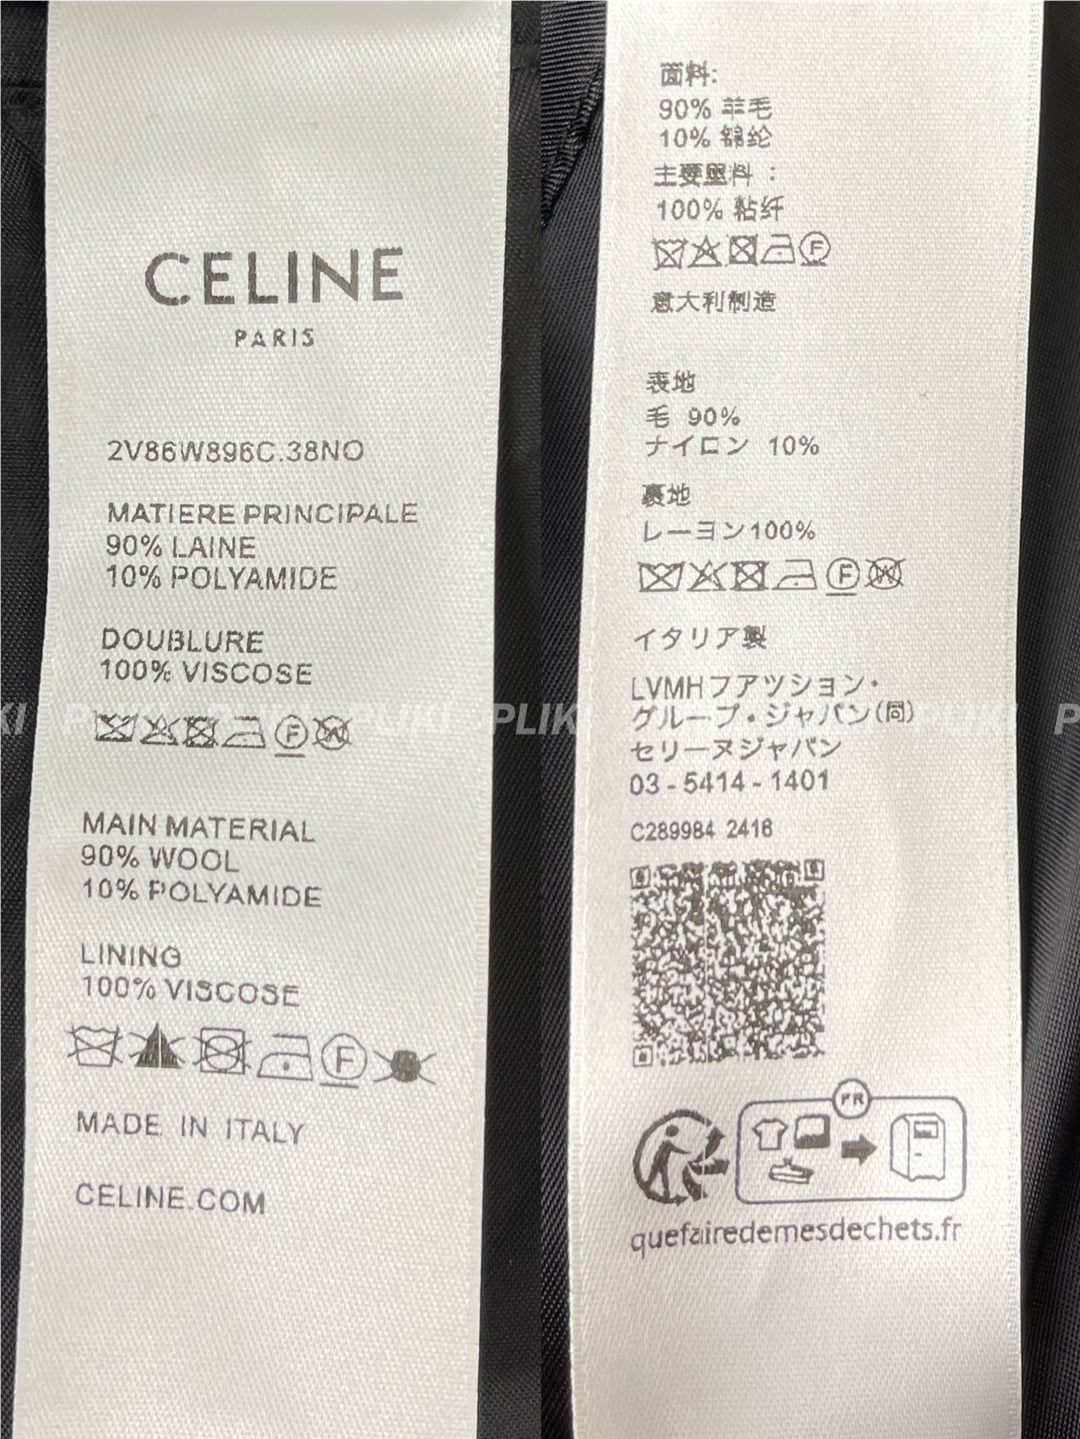 CELINE
PARIS
2V86W896C.38NO
MATIERE PRINCIPALE
90% LAINE
10% POLYAMIDE
DOUBLURE
100% VISCOSE
F
W
MAIN MATERIAL
90% WOOL
10% POLYAMIDE
LINING
100% VISCOSE
F
MADE IN ITALY
CELINE.COM
面料:
90% 羊毛
10% 锦纶
主要里料 :
100% 粘纤
F
意大利制造
表地
毛 90%
ナイロン 10%
裏地
レーヨン100%
F
W
イタリア製
LVMHファッション・
グループ・ジャパン(同)
セリーヌジャパン
03-5414-1401
C289984 2416
FR
quefairedemesdechets.fr
PLIKI PLIKI